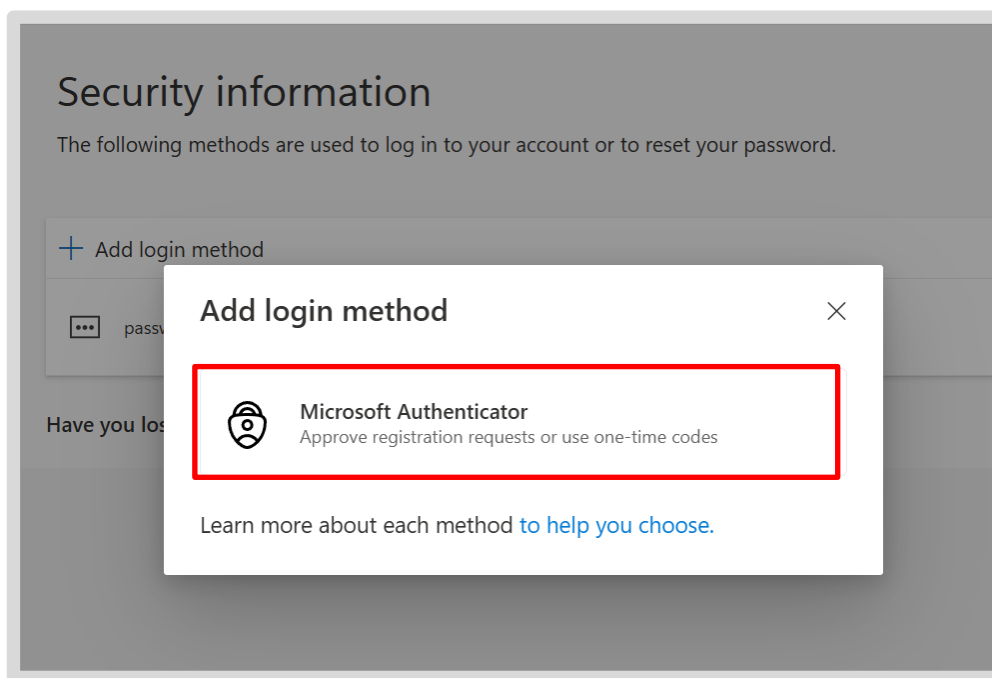 Security information
The following methods are used to log in to your account or to reset your password.
Add login method
Add login method
Microsoft Authenticator
Approve registration requests or use one-time codes
Have you
Learn more about each method to help you choose.